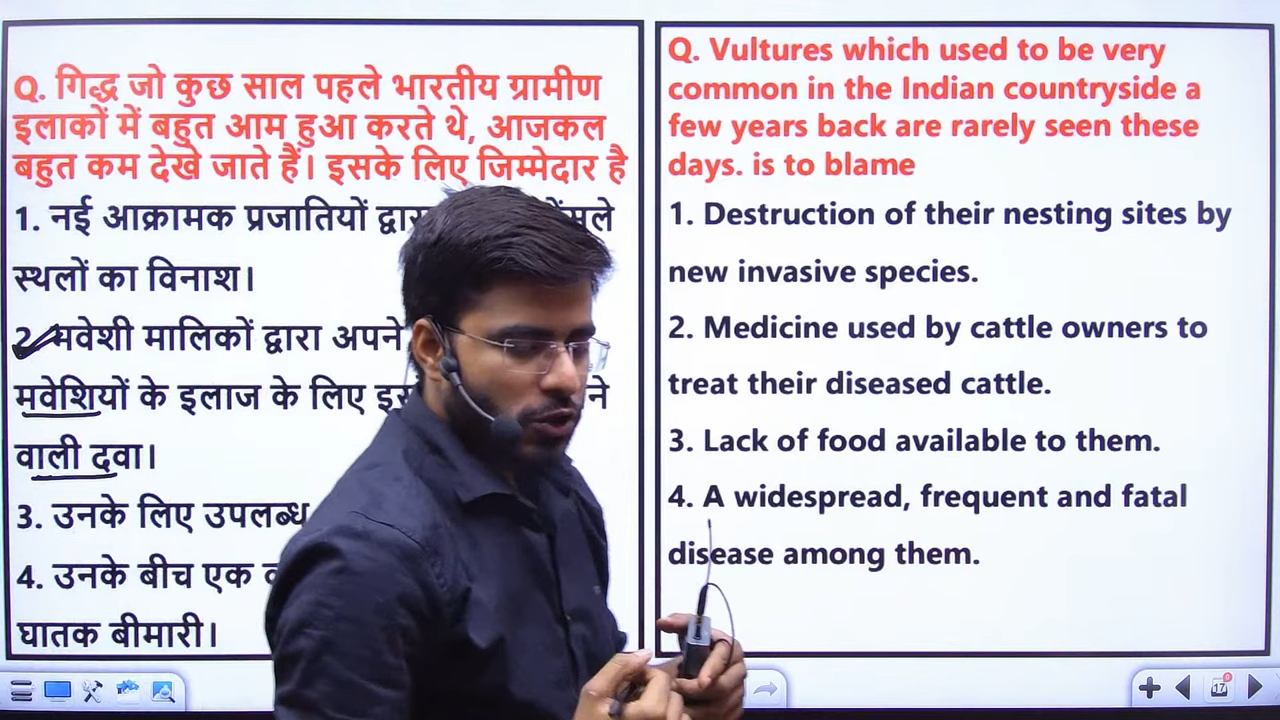 Q. गिद्ध जो कुछ साल पहले भारतीय ग्रामीण
इलाकों में बहुत आम हुआ करते थे, आजकल
बहुत कम देखे जाते हैं। इसके लिए जिम्मेदार है
1. नई आक्रामक प्रजातियों
स्थलों का विनाश।
2. मवेशी मालिकों द्वारा अपने
मवेशियों के इलाज के लिए
वाली दवा।
3. उनके लिए उपलब्ध
4. उनके बीच एक
घातक बीमारी।
Q. Vultures which used to be very
common in the Indian countryside a
few years back are rarely seen these
days. is to blame
1. Destruction of their nesting sites by
new invasive species.
2. Medicine used by cattle owners to
treat their diseased cattle.
3. Lack of food available to them.
4. A widespread, frequent and fatal
disease among them.
17